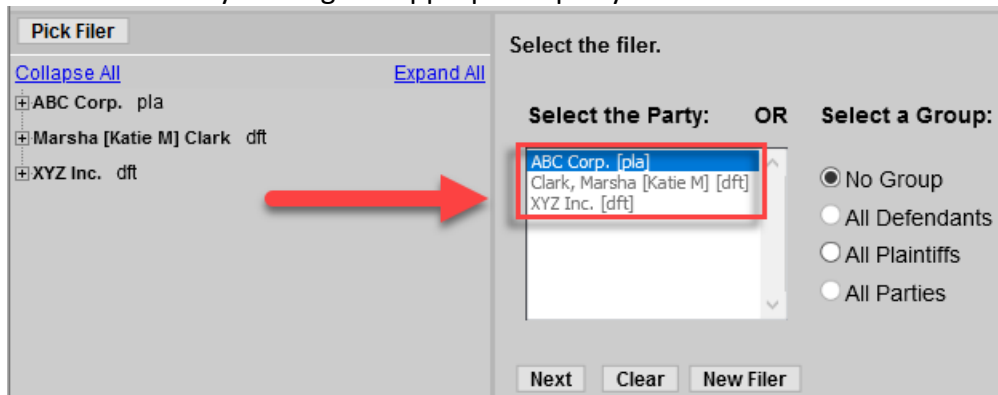 Pick Filer
Collapse All Expand All
ABC Corp. pla
Marsha [Katie M] Clark dft
XYZ Inc. dft
Select the filer.
Select the Party: OR Select a Group:
ABC Corp. [pla]
Clark, Marsha [Katie M] [dft]
XYZ Inc. [dft]
No Group
All Defendants
All Plaintiffs
All Parties
Next Clear New Filer